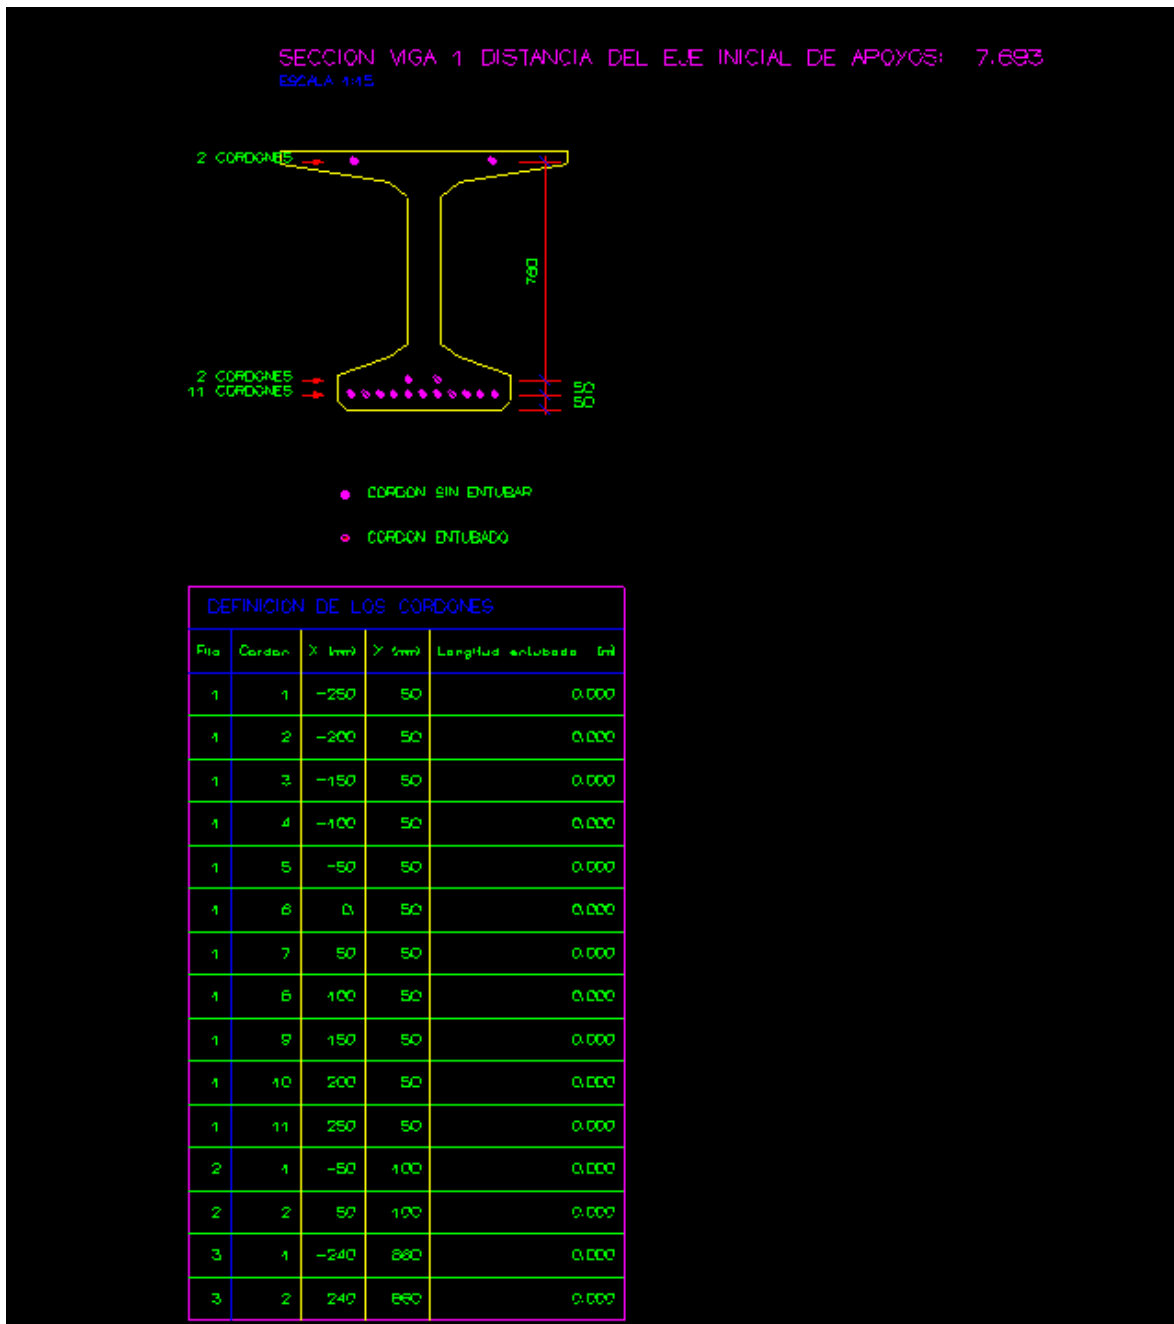 SECCION VIGA 1 DISTANCIA DEL EJE INICIAL DE APOYOS: 7.693
ESCALA 1:15
2 CORDONES
760
2 CORDONES
11 CORDONES
50
50
CORDON SIN ENTUBAR
CORDON ENTUBADO
DEFINICION DE LOS CORDONES
Fila Cordon X (mm) Y (mm) Longitud entubada (m)
1 1 -250 50 0.000
1 2 -200 50 0.000
1 3 -150 50 0.000
1 4 -100 50 0.000
1 5 -50 50 0.000
1 6 0 50 0.000
1 7 50 50 0.000
1 8 100 50 0.000
1 9 150 50 0.000
1 10 200 50 0.000
1 11 250 50 0.000
2 1 -50 100 0.000
2 2 50 100 0.000
3 1 -240 860 0.000
3 2 240 860 0.000